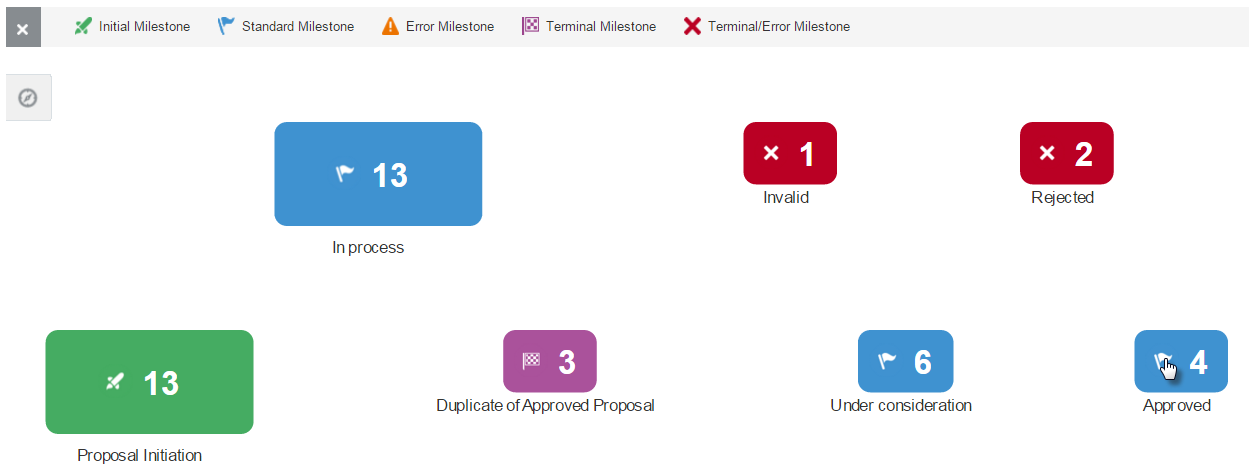 Initial Milestone Standard Milestone Error Milestone Terminal Milestone Terminal/Error Milestone
13
In process
1
Invalid
2
Rejected
13
Proposal Initiation
3
Duplicate of Approved Proposal
6
Under consideration
4
Approved